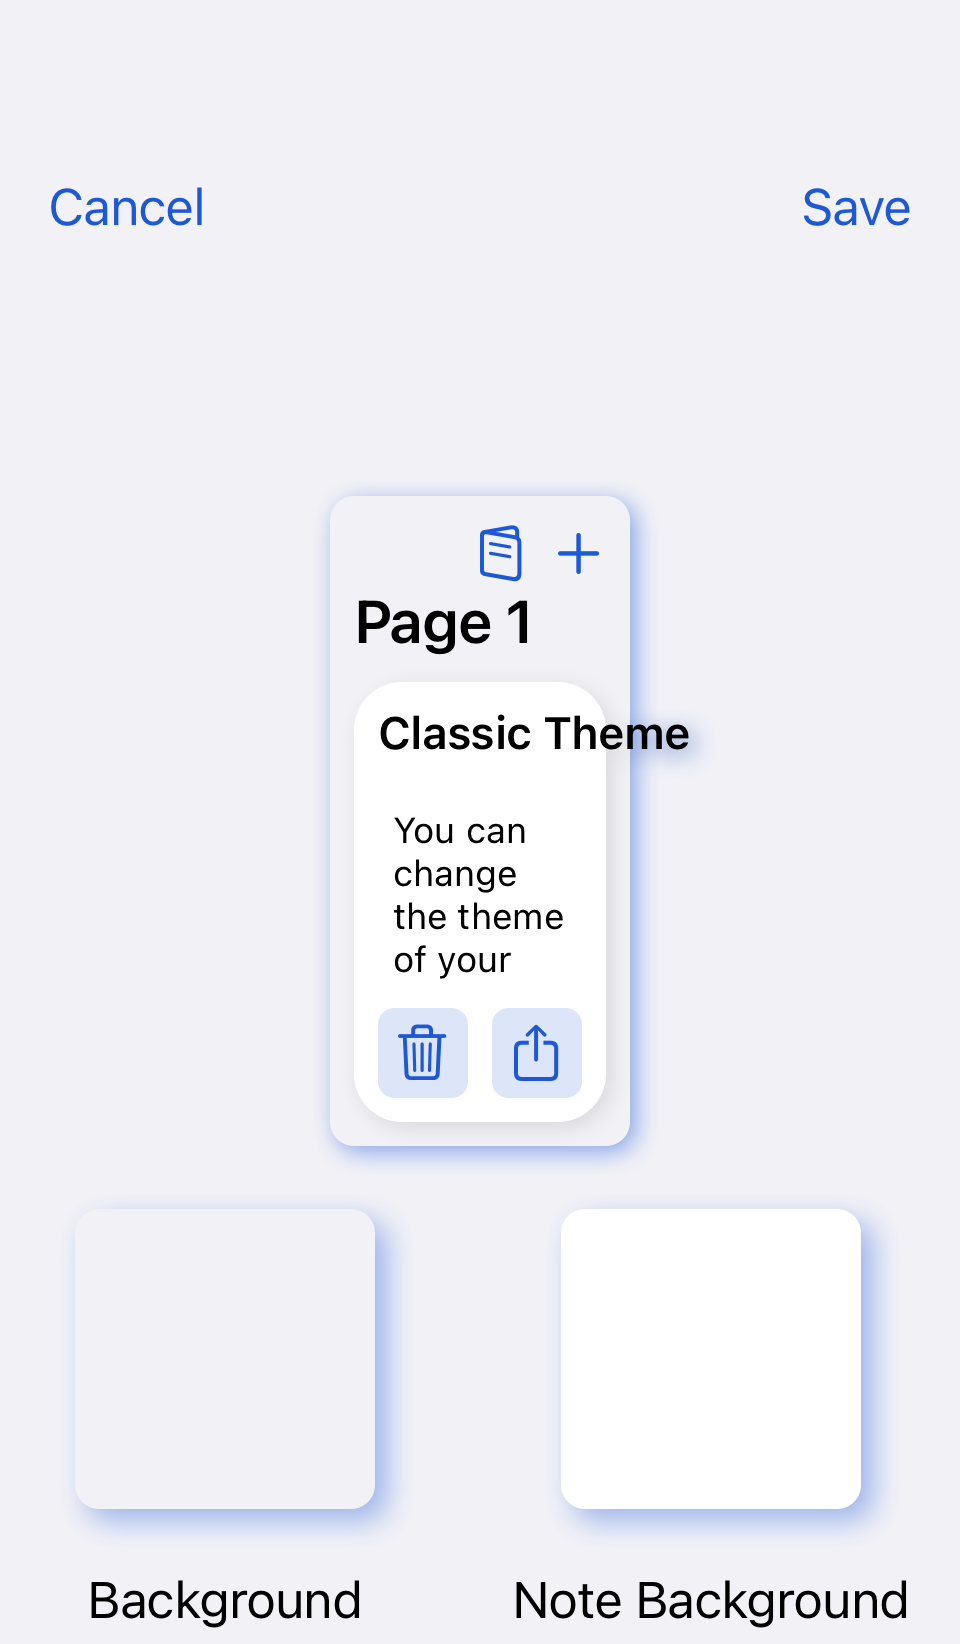 Cancel
Save
Page 1
Classic Theme
You can
change
the theme
of your
Background
Note Background